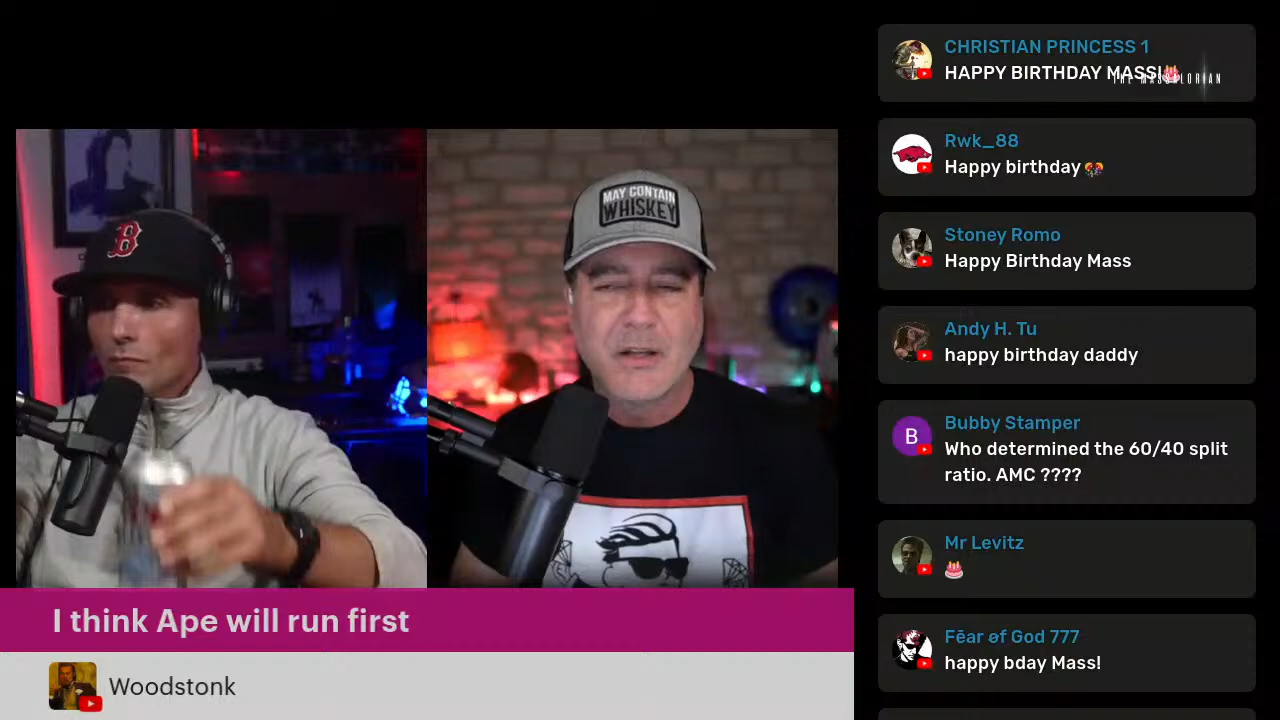 CHRISTIAN PRINCESS 1
HAPPY BIRTHDAY MASS!🎂
Rwk_88
Happy birthday
Stoney Romo
Happy Birthday Mass
Andy H. Tu
happy birthday daddy
B
Bubby Stamper
Who determined the 60/40 split
ratio. AMC ????
Mr Levitz
🎂
Fēar ɵf God 777
happy bday Mass!
B
MAY CONTAIN
WHISKEY
I think Ape will run first
Woodstonk